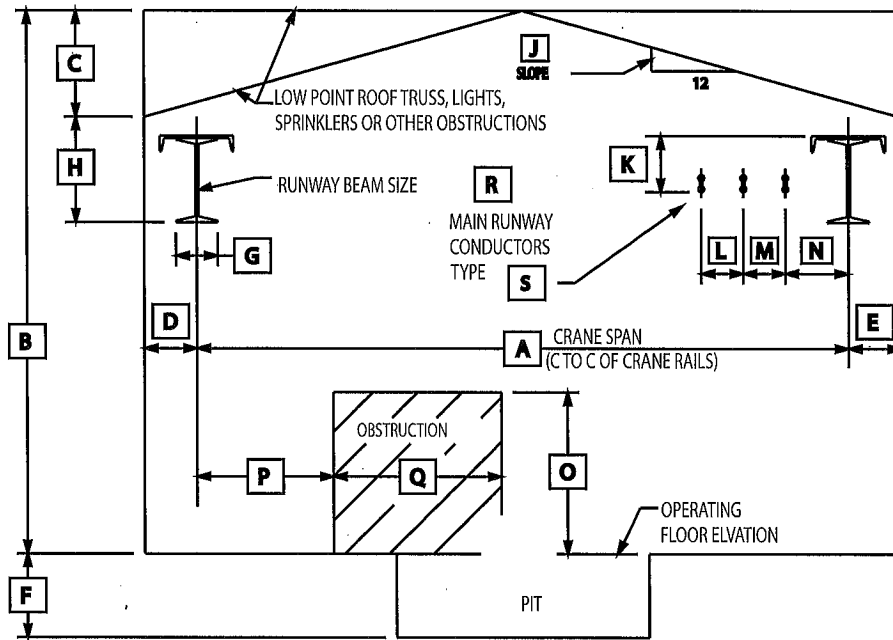 C
J
SLOPE
12
LOW POINT ROOF TRUSS, LIGHTS,
SPRINKLERS OR OTHER OBSTRUCTIONS
H
K
RUNWAY BEAM SIZE
R
MAIN RUNWAY
CONDUCTORS
TYPE
G
S
L
M
N
D
E
B
A
CRANE SPAN
(C TO C OF CRANE RAILS)
OBSTRUCTION
P
Q
O
OPERATING
FLOOR ELVATION
F
PIT